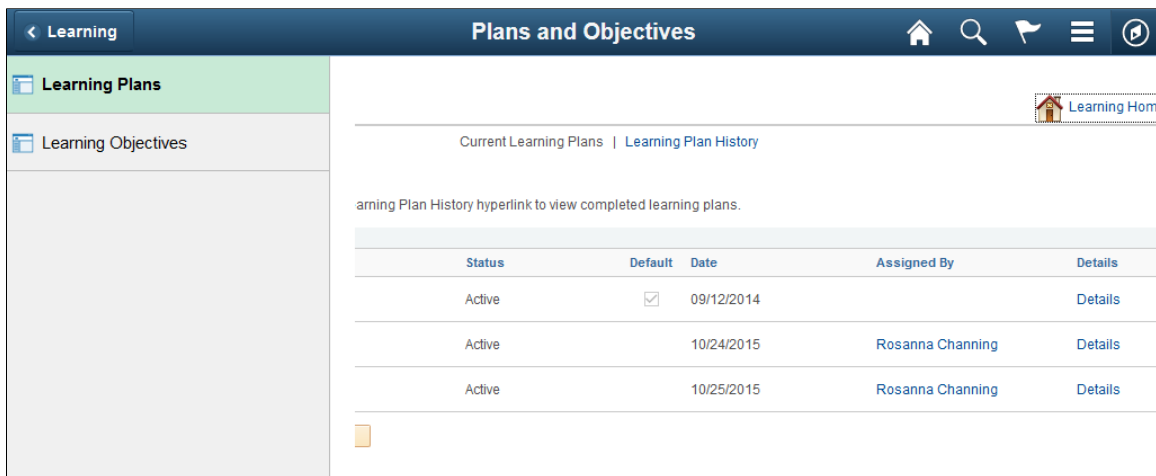 Learning
Plans and Objectives
Learning Plans
Learning Objectives
Learning Hom
Current Learning Plans | Learning Plan History
arning Plan History hyperlink to view completed learning plans.
Status Default Date Assigned By Details
Active 09/12/2014 Details
Active 10/24/2015 Rosanna Channing Details
Active 10/25/2015 Rosanna Channing Details